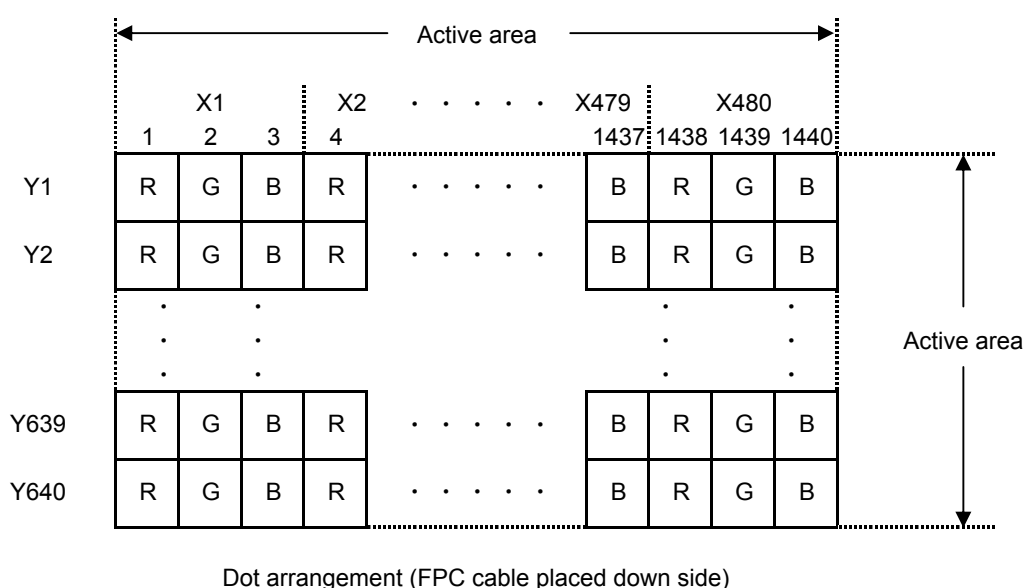 Active area
X1 X2 · · · · · X479 X480
1 2 3 4 1437 1438 1439 1440
Y1 R G B R · · · · · B R G B
Y2 R G B R · · · · · B R G B
· · · ·
· · · ·
Active area
· · · ·
Y639 R G B R · · · · · B R G B
Y640 R G B R · · · · · B R G B
Dot arrangement (FPC cable placed down side)